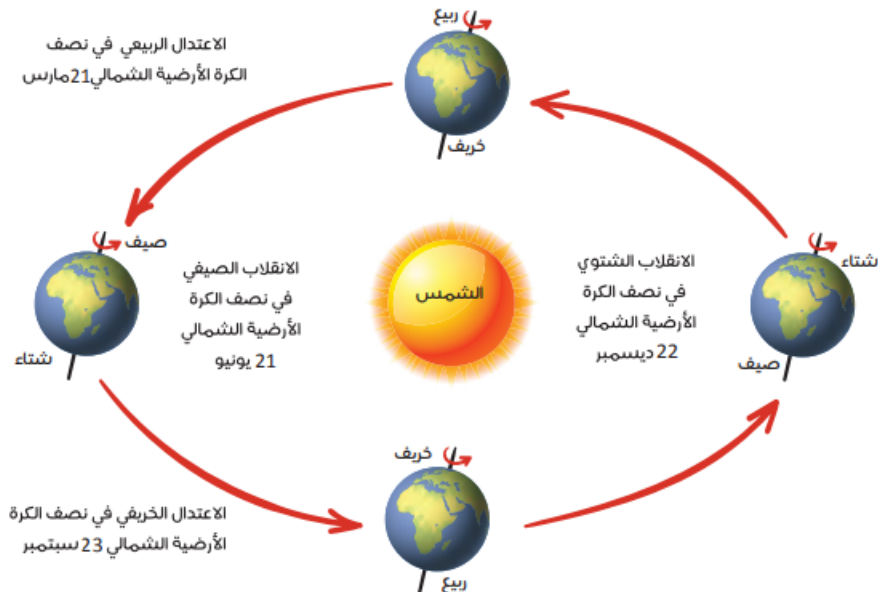 ربيع
الاعتدال الربيعي في نصف
الكرة الأرضية الشمالي21مارس
خريف
شتاء
الانقلاب الشتوي
في نصف الكرة
الأرضية الشمالي
22 ديسمبر
صيف
الشمس
صيف
الانقلاب الصيفي
في نصف الكرة
الأرضية الشمالي
21 يونيو
شتاء
خريف
الاعتدال الخريفي في نصف الكرة
الأرضية الشمالي 23 سبتمبر
ربيع